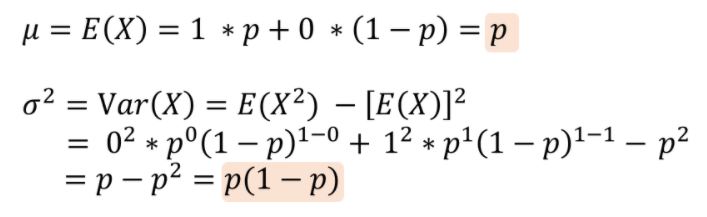 μ = E(X) = 1 * p + 0 * (1 − p) = p
σ² = Var(X) = E(X²) − [E(X)]²
= 0² * p⁰(1 − p)¹⁻⁰ + 1² * p¹(1 − p)¹⁻¹ − p²
= p − p² = p(1 − p)